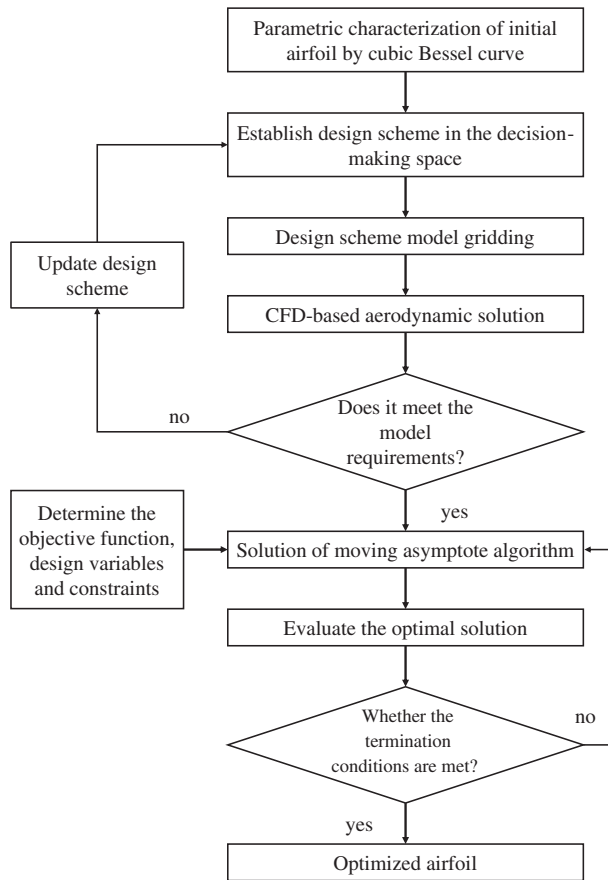 Parametric characterization of initial
airfoil by cubic Bessel curve
Establish design scheme in the decision-
making space
Design scheme model gridding
Update design
scheme
CFD-based aerodynamic solution
Does it meet the
model
requirements?
no
yes
Determine the
objective function,
design variables
and constraints
Solution of moving asymptote algorithm
Evaluate the optimal solution
Whether the
termination
conditions are met?
no
yes
Optimized airfoil